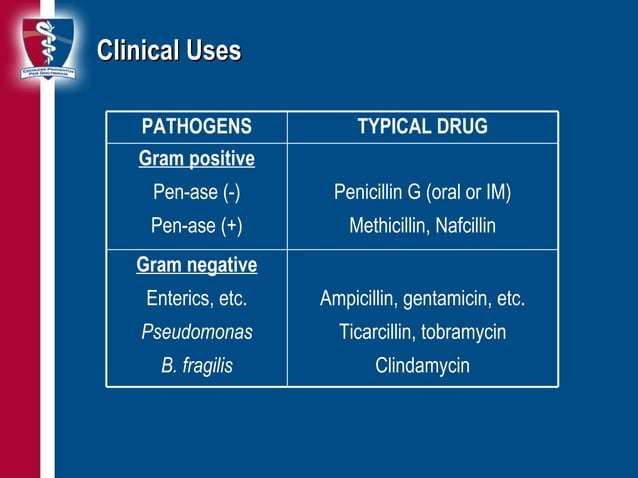 Clinical Uses
PATHOGENS TYPICAL DRUG
Gram positive
Pen-ase (-) Penicillin G (oral or IM)
Pen-ase (+) Methicillin, Nafcillin
Gram negative
Enterics, etc. Ampicillin, gentamicin, etc.
Pseudomonas Ticarcillin, tobramycin
B. fragilis Clindamycin